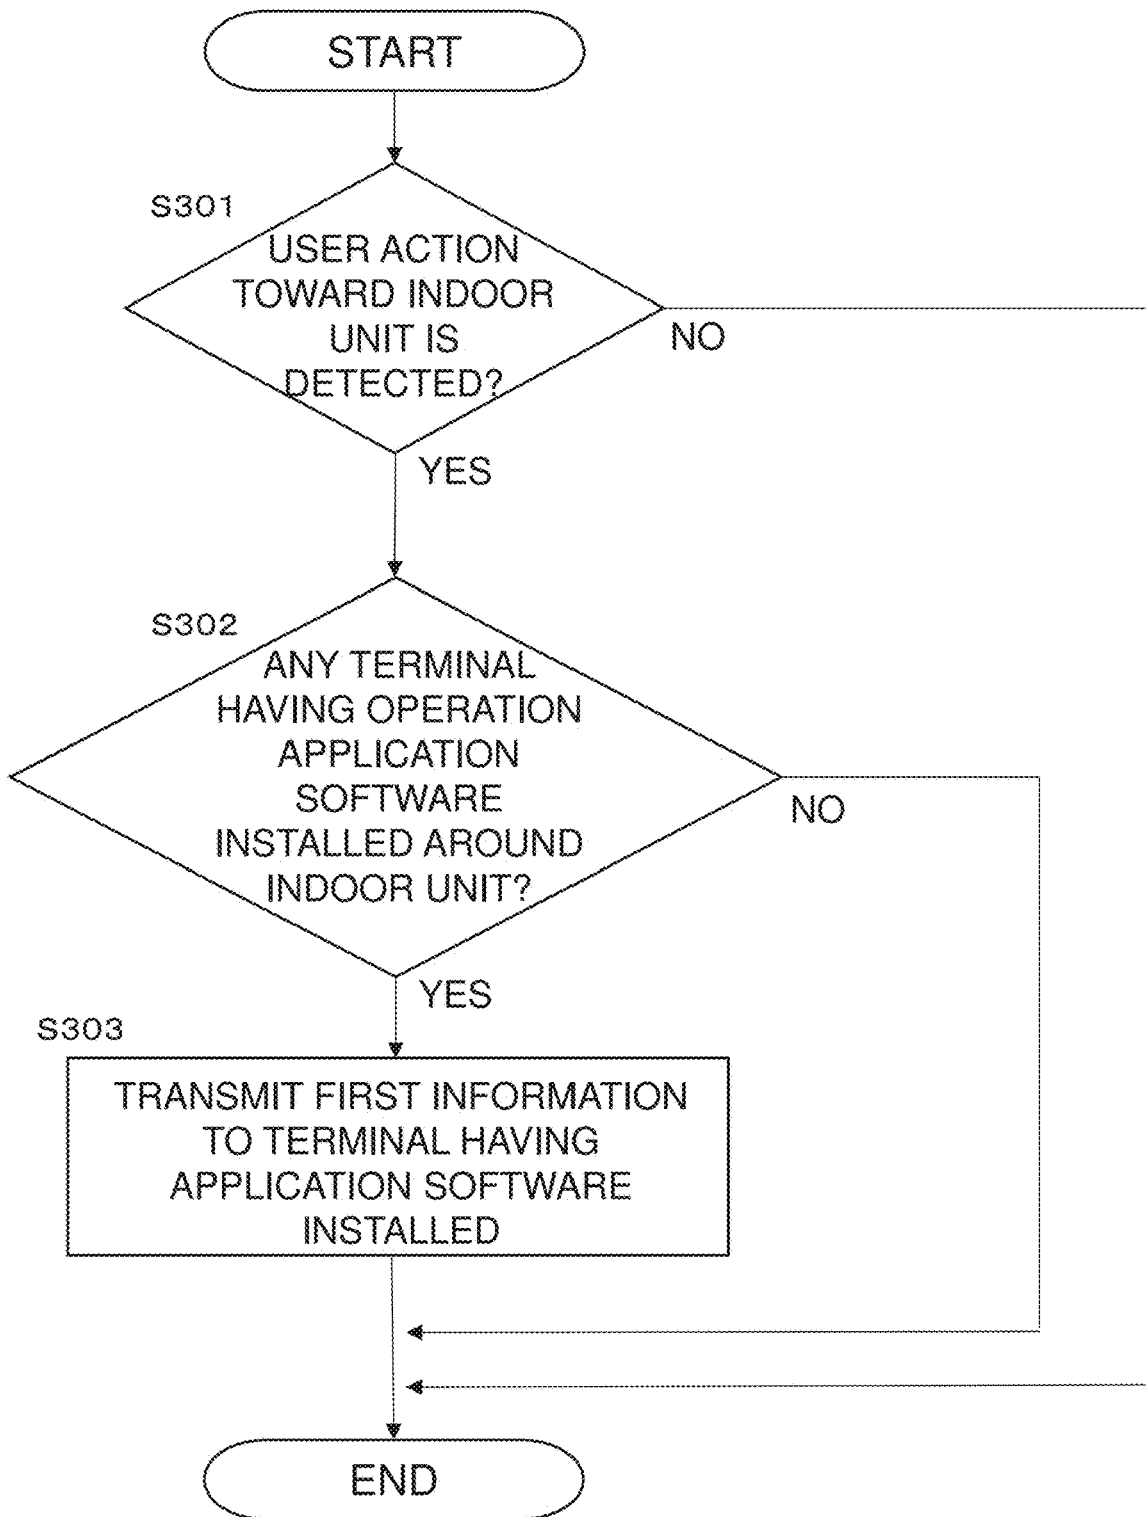 START
S301
USER ACTION
TOWARD INDOOR
UNIT IS
DETECTED?
NO
YES
S302
ANY TERMINAL
HAVING OPERATION
APPLICATION
SOFTWARE
INSTALLED AROUND
INDOOR UNIT?
NO
YES
S303
TRANSMIT FIRST INFORMATION
TO TERMINAL HAVING
APPLICATION SOFTWARE
INSTALLED
END